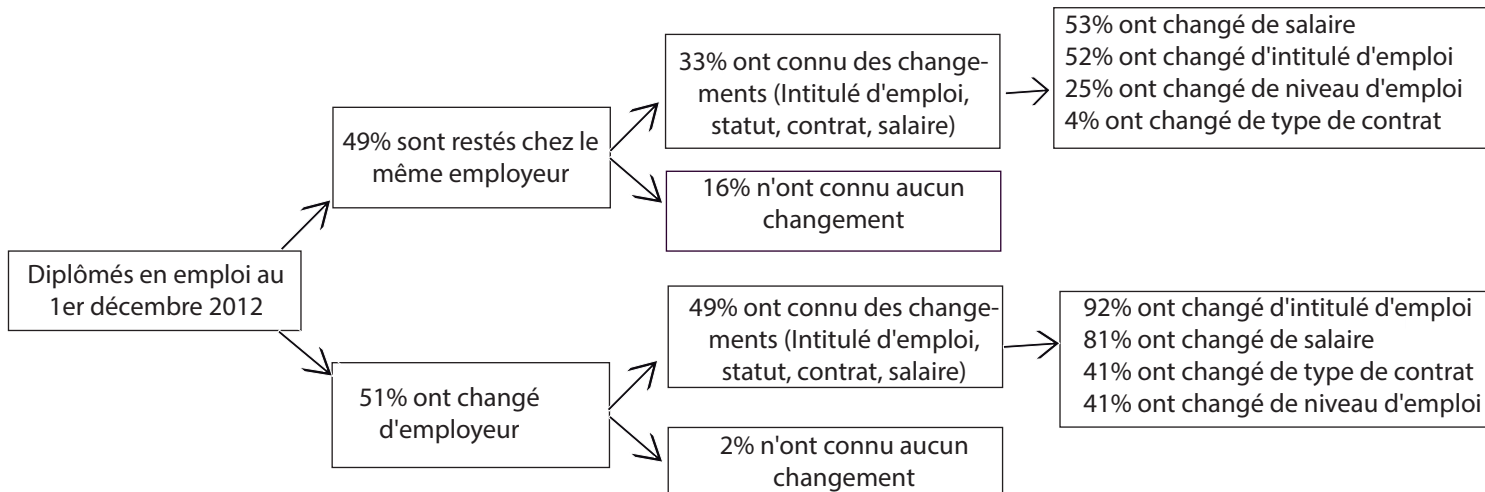 Diplômés en emploi au
1er décembre 2012
49% sont restés chez le
même employeur
33% ont connu des change-
ments (Intitulé d'emploi,
statut, contrat, salaire)
53% ont changé de salaire
52% ont changé d'intitulé d'emploi
25% ont changé de niveau d'emploi
4% ont changé de type de contrat
16% n'ont connu aucun
changement
51% ont changé
d'employeur
49% ont connu des change-
ments (Intitulé d'emploi,
statut, contrat, salaire)
92% ont changé d'intitulé d'emploi
81% ont changé de salaire
41% ont changé de type de contrat
41% ont changé de niveau d'emploi
2% n'ont connu aucun
changement